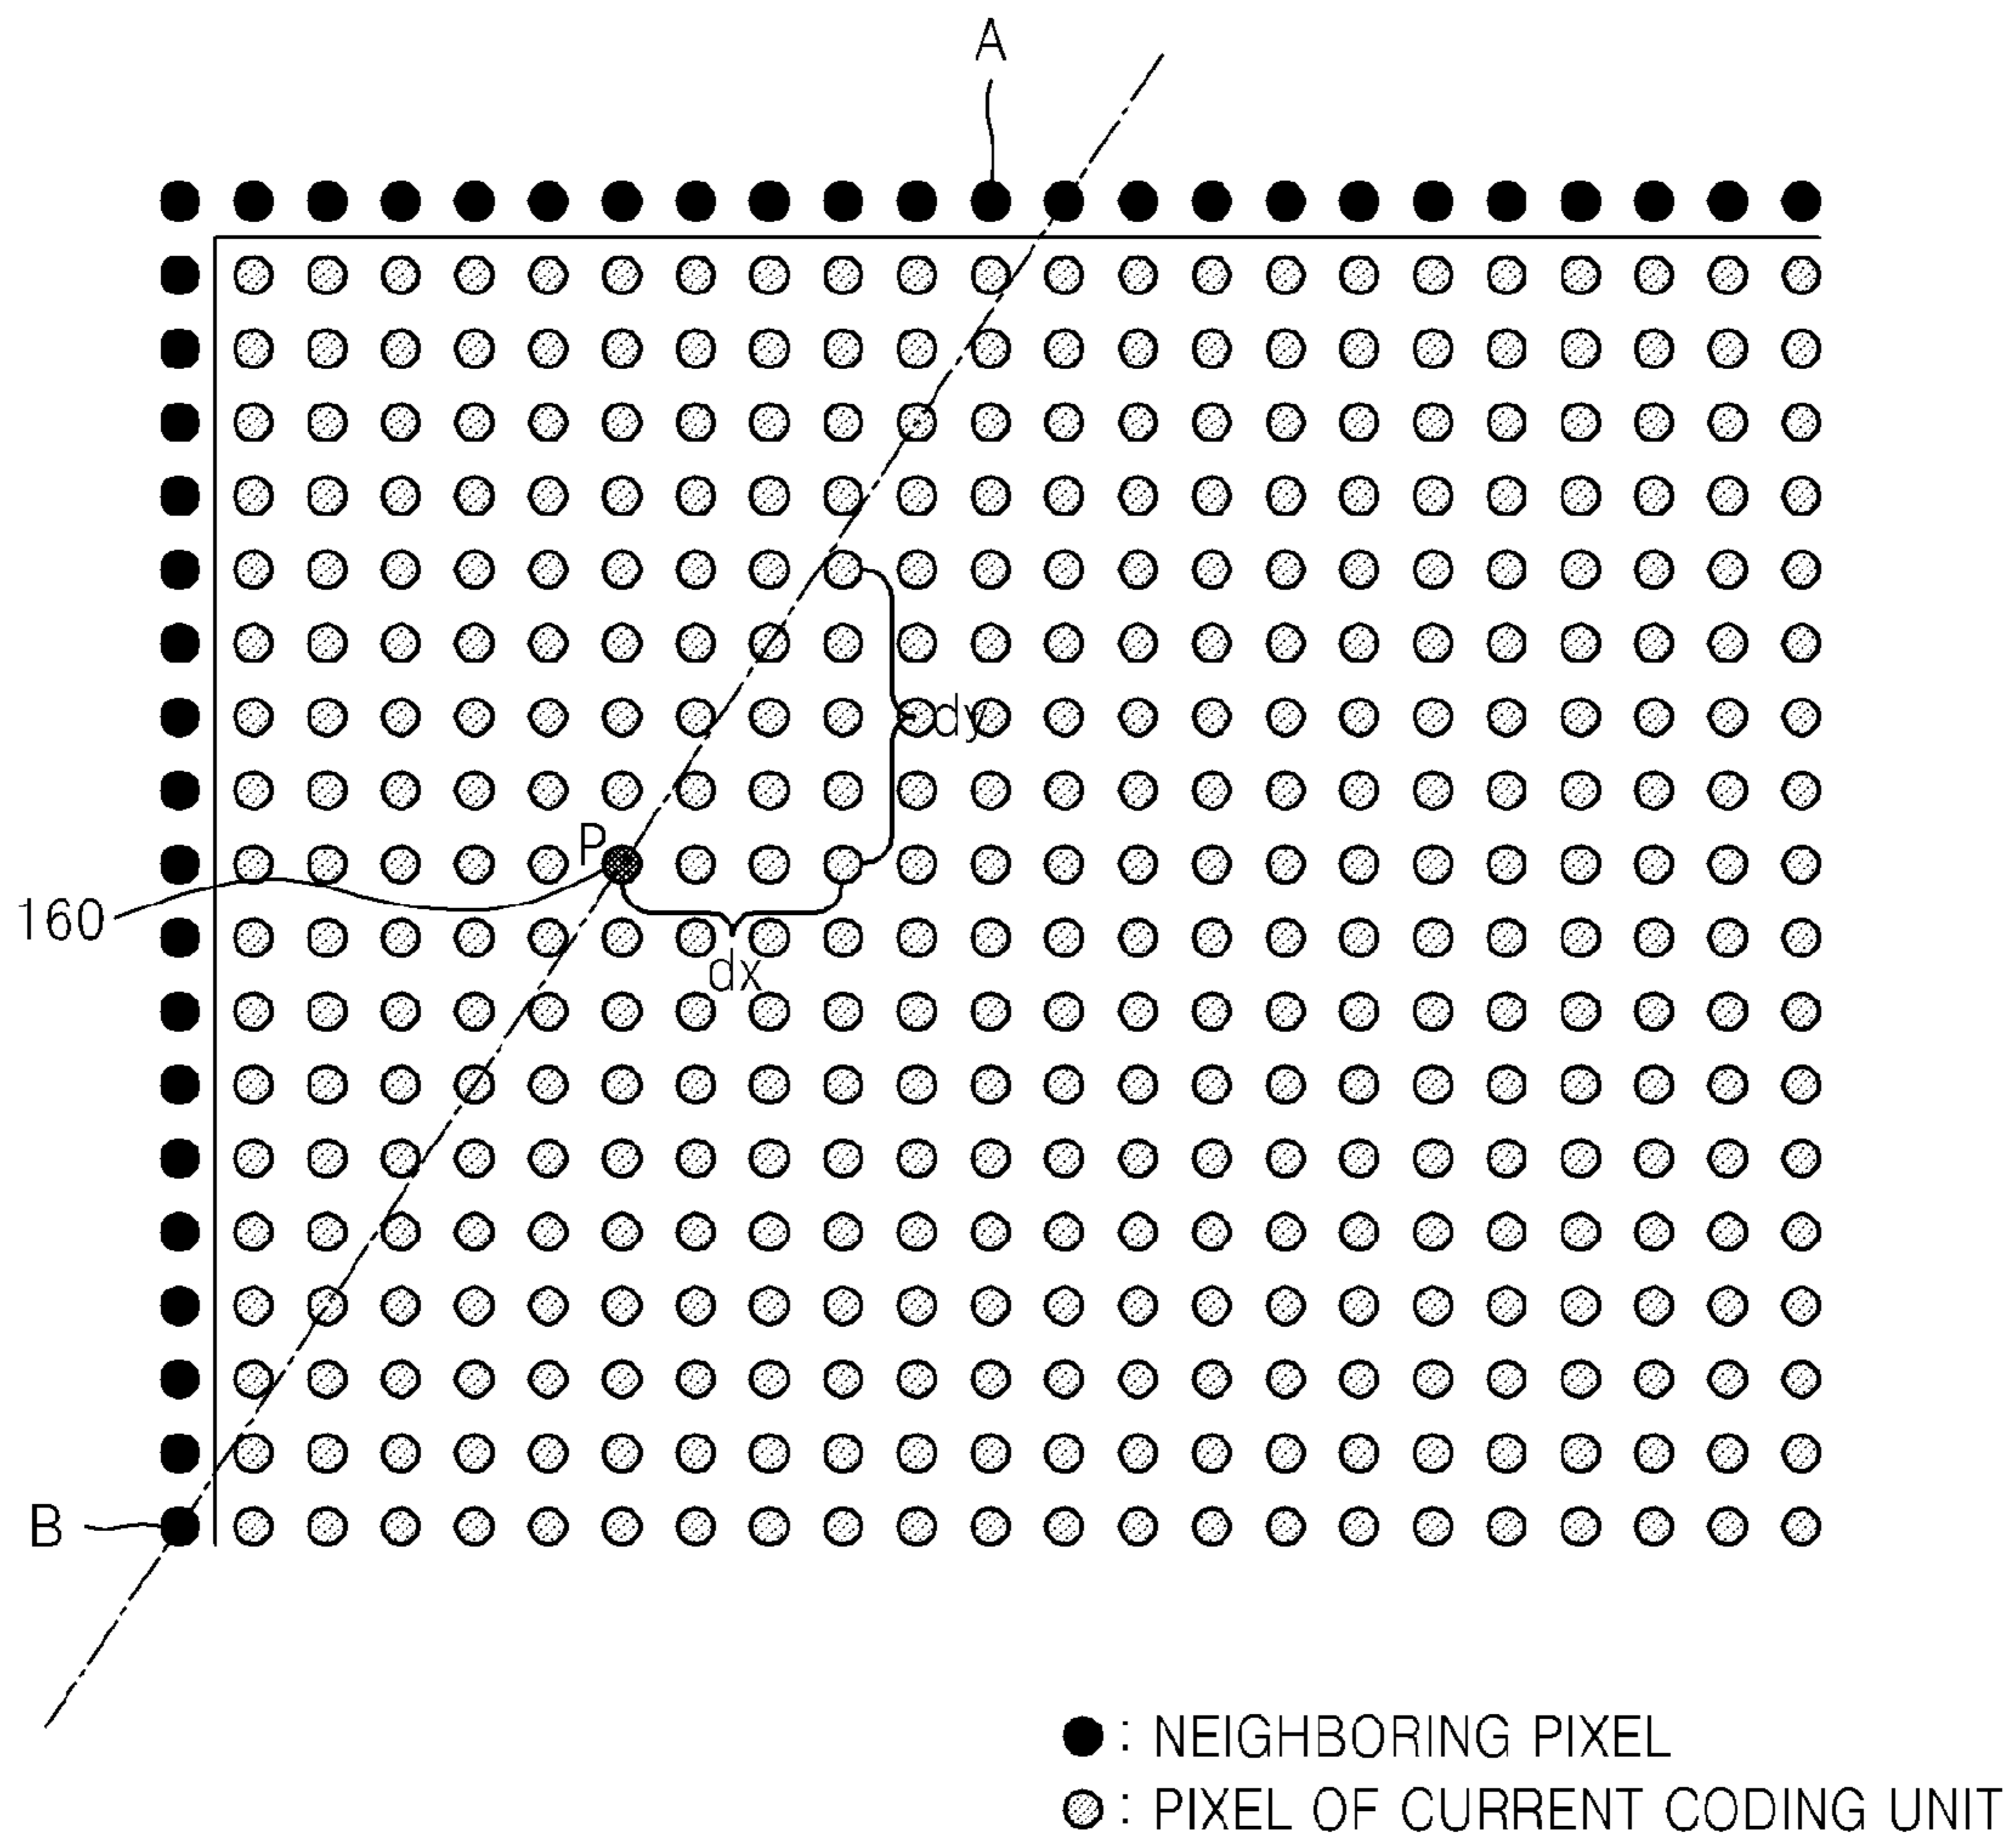 A
dy
P
160
dx
B
: NEIGHBORING PIXEL
: PIXEL OF CURRENT CODING UNIT